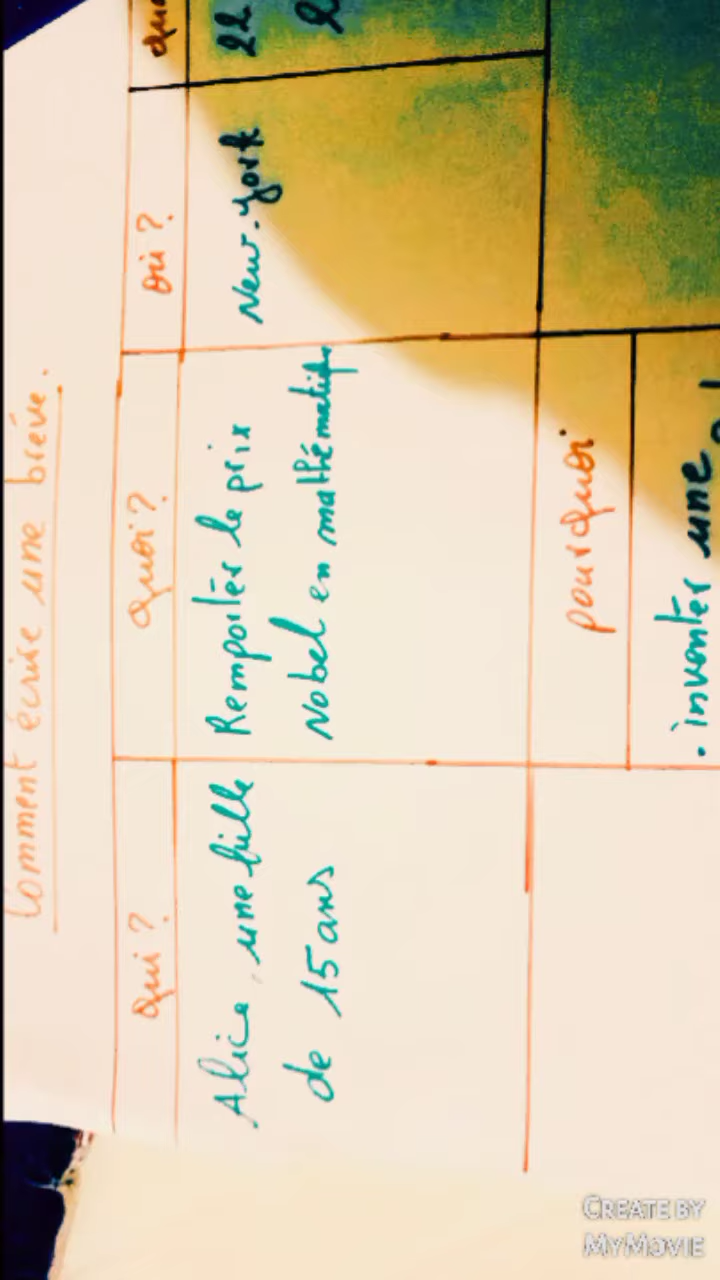 Comment écrire une brève.
qui ?
quoi ?
où ?
Alice, une fille
de 15 ans
Remporter le prix
Nobel en mathématique
New-york
22
pourquoi
. inventer une
CREATE BY
MYMOVIE